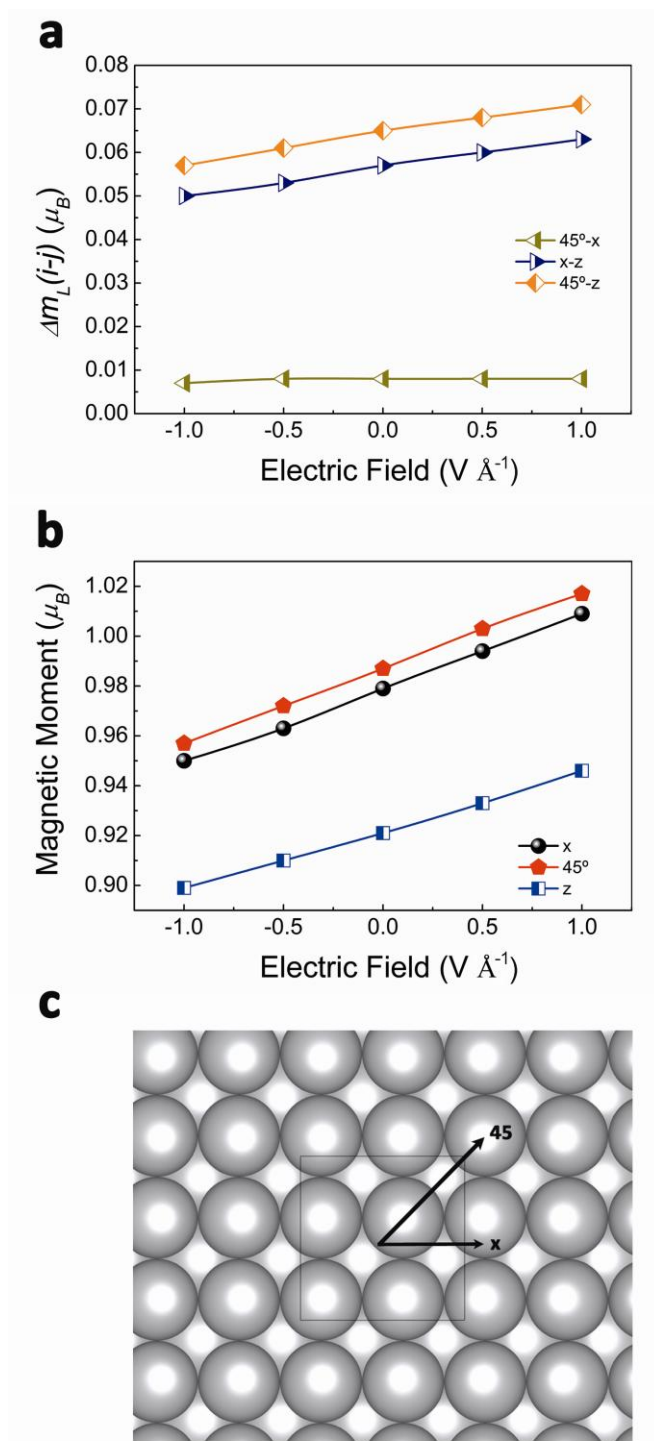 a
0.08
0.07
0.06
0.05
0.04
0.03
0.02
0.01
0.00
Δm_L(i-j) (μ_B)
45º-x
x-z
45º-z
-1.0 -0.5 0.0 0.5 1.0
Electric Field (V Å⁻¹)
b
1.02
1.00
0.98
0.96
0.94
0.92
0.90
Magnetic Moment (μ_B)
x
45º
z
-1.0 -0.5 0.0 0.5 1.0
Electric Field (V Å⁻¹)
c
45
x